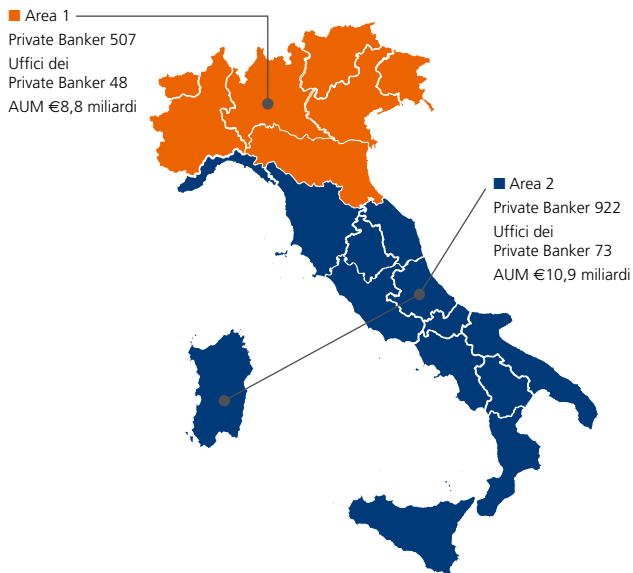 Area 1
Private Banker 507
Uffici dei
Private Banker 48
AUM €8,8 miliardi
Area 2
Private Banker 922
Uffici dei
Private Banker 73
AUM €10,9 miliardi